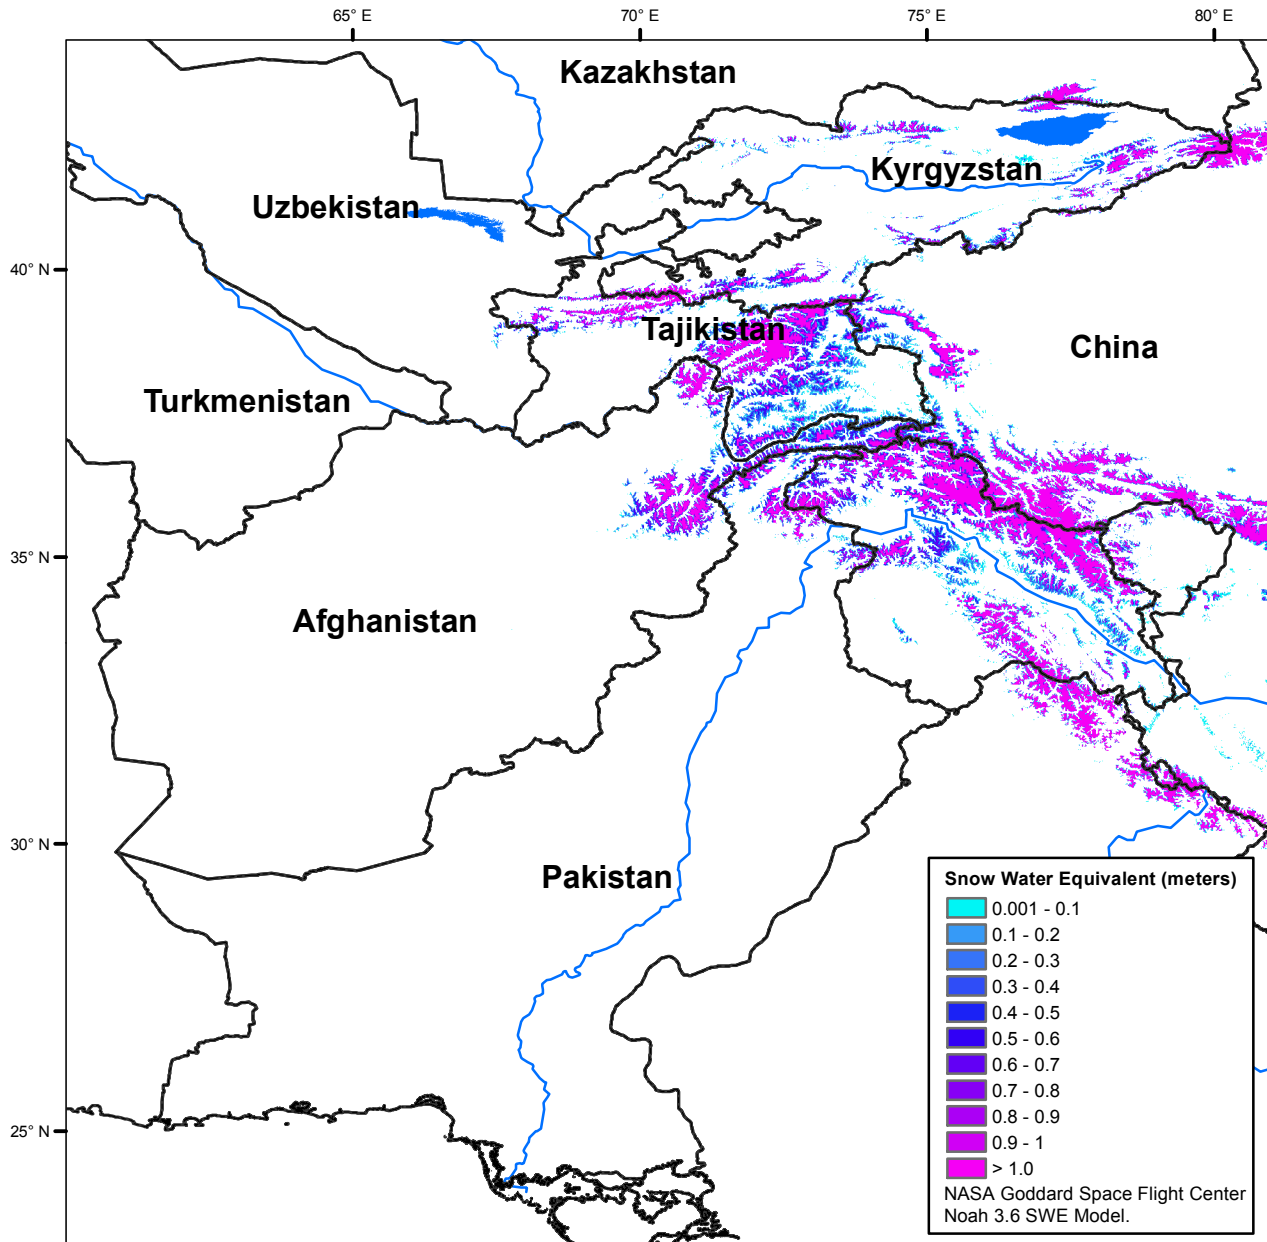 65° E
70° E
75° E
80° E
Kazakhstan
Kyrgyzstan
Uzbekistan
40° N
Tajikistan
China
Turkmenistan
35° N
Afghanistan
30° N
Pakistan
25° N
Snow Water Equivalent (meters)
0.001 - 0.1
0.1 - 0.2
0.2 - 0.3
0.3 - 0.4
0.4 - 0.5
0.5 - 0.6
0.6 - 0.7
0.7 - 0.8
0.8 - 0.9
0.9 - 1
> 1.0
NASA Goddard Space Flight Center
Noah 3.6 SWE Model.